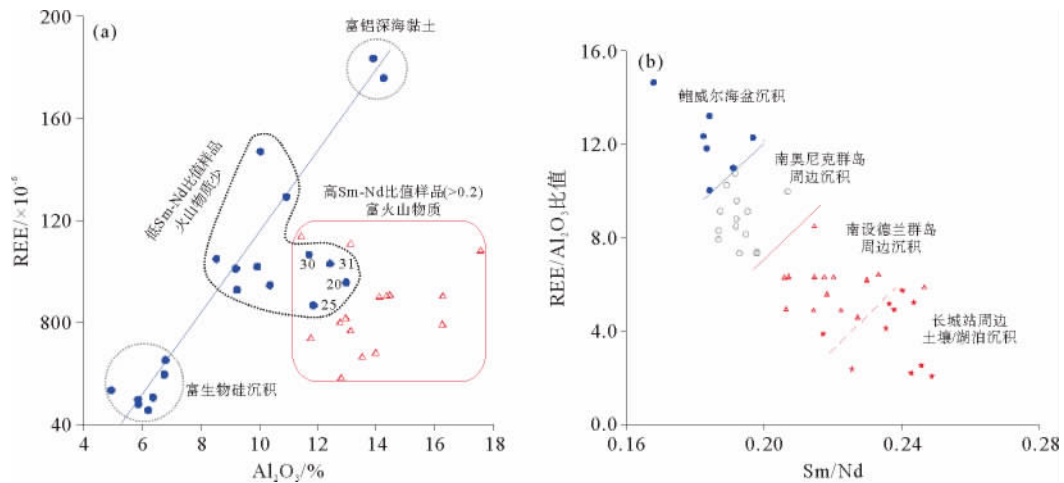 (a)
200
160
120
800
40
REE/×10⁻⁶
4
6
8
10
12
14
16
18
Al₂O₃/%
富铝深海黏土
低Sm-Nd比值样品
火山物质少
高Sm-Nd比值样品(>0.2)
富火山物质
30
31
20
25
富生物硅沉积
(b)
16.0
12.0
8.0
4.0
0.0
REE/Al₂O₃比值
0.16
0.20
0.24
0.28
Sm/Nd
鲍威尔海盆沉积
南奥尼克群岛
周边沉积
南设德兰群岛
周边沉积
长城站周边
土壤/湖泊沉积